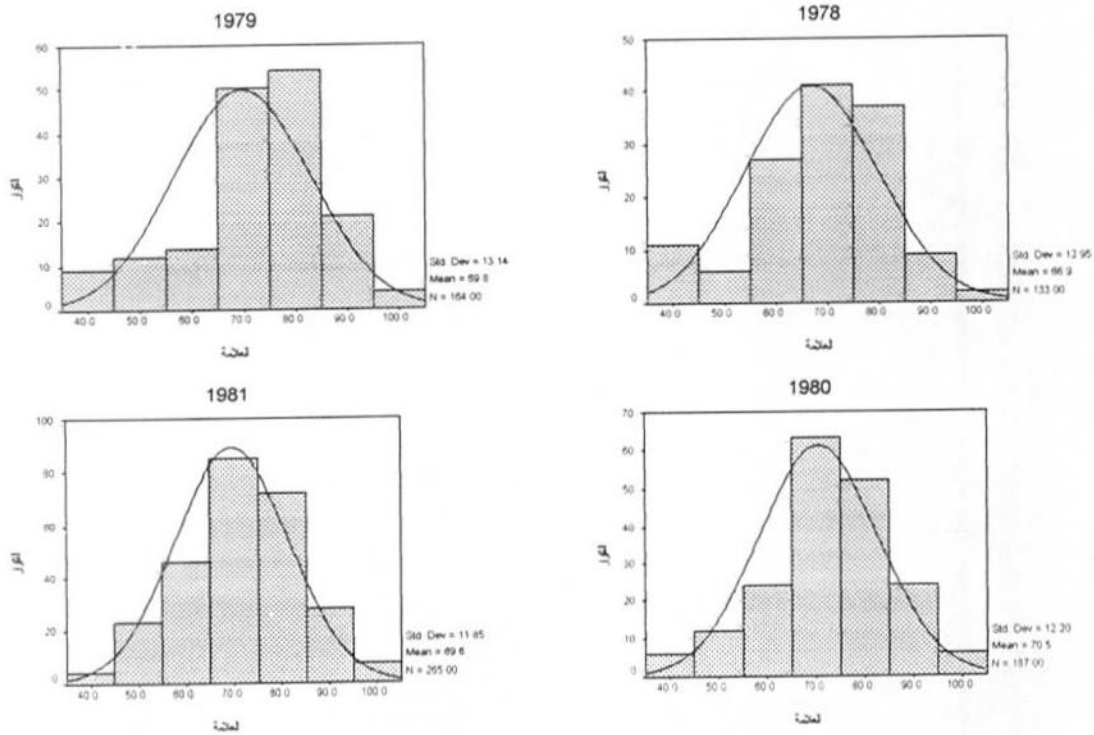 1979
60
50
40
30
20
10
0
التكرار
40.0 50.0 60.0 70.0 80.0 90.0 100.0
العلامة
Std. Dev = 13.14
Mean = 69.8
N = 164.00
1978
50
40
30
20
10
0
التكرار
40.0 50.0 60.0 70.0 80.0 90.0 100.0
العلامة
Std. Dev = 12.95
Mean = 66.9
N = 133.00
1981
100
80
60
40
20
0
التكرار
40.0 50.0 60.0 70.0 80.0 90.0 100.0
العلامة
Std. Dev = 11.85
Mean = 69.6
N = 265.00
1980
70
60
50
40
30
20
10
0
التكرار
40.0 50.0 60.0 70.0 80.0 90.0 100.0
العلامة
Std. Dev = 12.20
Mean = 70.5
N = 187.00